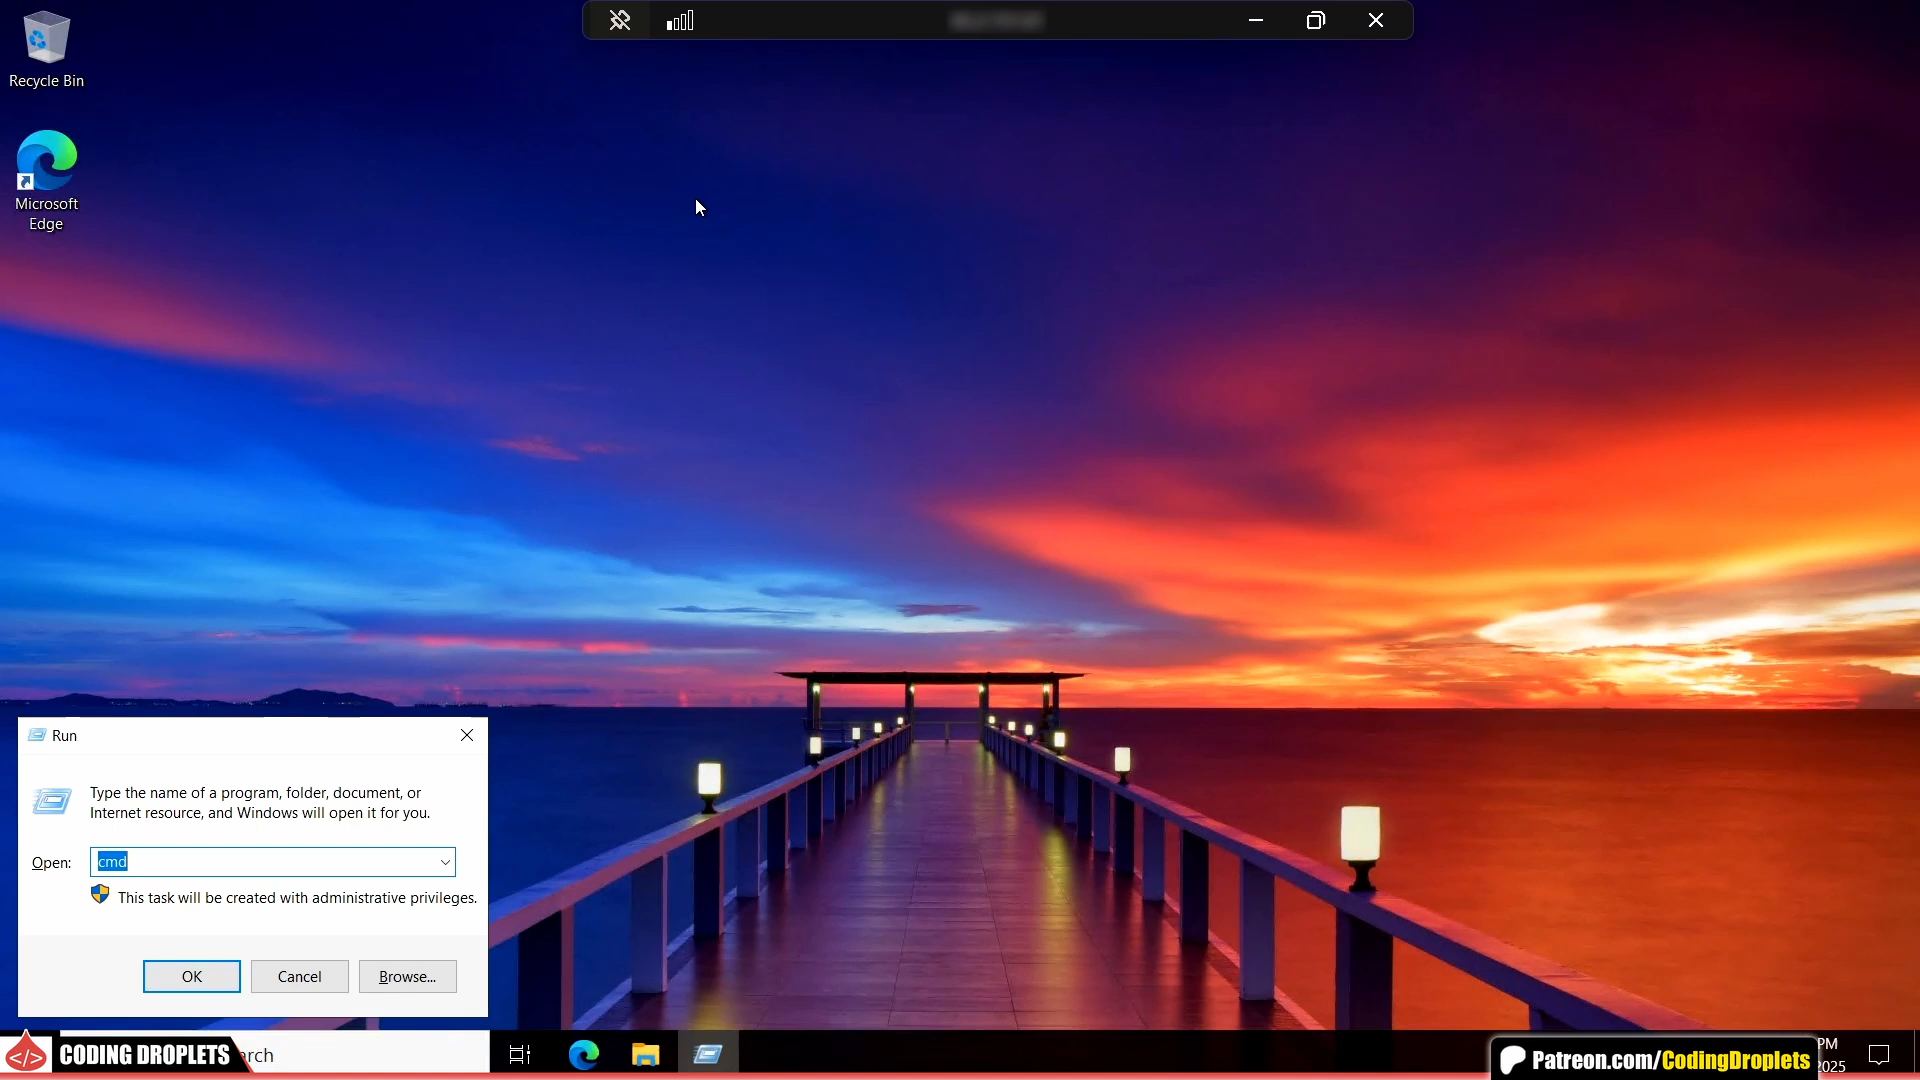 Recycle Bin
Microsoft
Edge
Run
Type the name of a program, folder, document, or
Internet resource, and Windows will open it for you.
Open:
cmd
This task will be created with administrative privileges.
OK
Cancel
Browse...
CODING DROPLETS
arch
Patreon.com/CodingDroplets
PM
2025